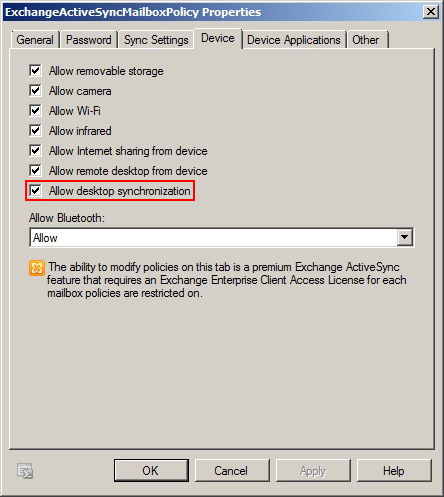 ExchangeActiveSyncMailboxPolicy Properties
General Password Sync Settings Device Device Applications Other
Allow removable storage
Allow camera
Allow Wi-Fi
Allow infrared
Allow Internet sharing from device
Allow remote desktop from device
Allow desktop synchronization
Allow Bluetooth:
Allow
The ability to modify policies on this tab is a premium Exchange ActiveSync
feature that requires an Exchange Enterprise Client Access License for each
mailbox policies are restricted on.
OK Cancel Apply Help